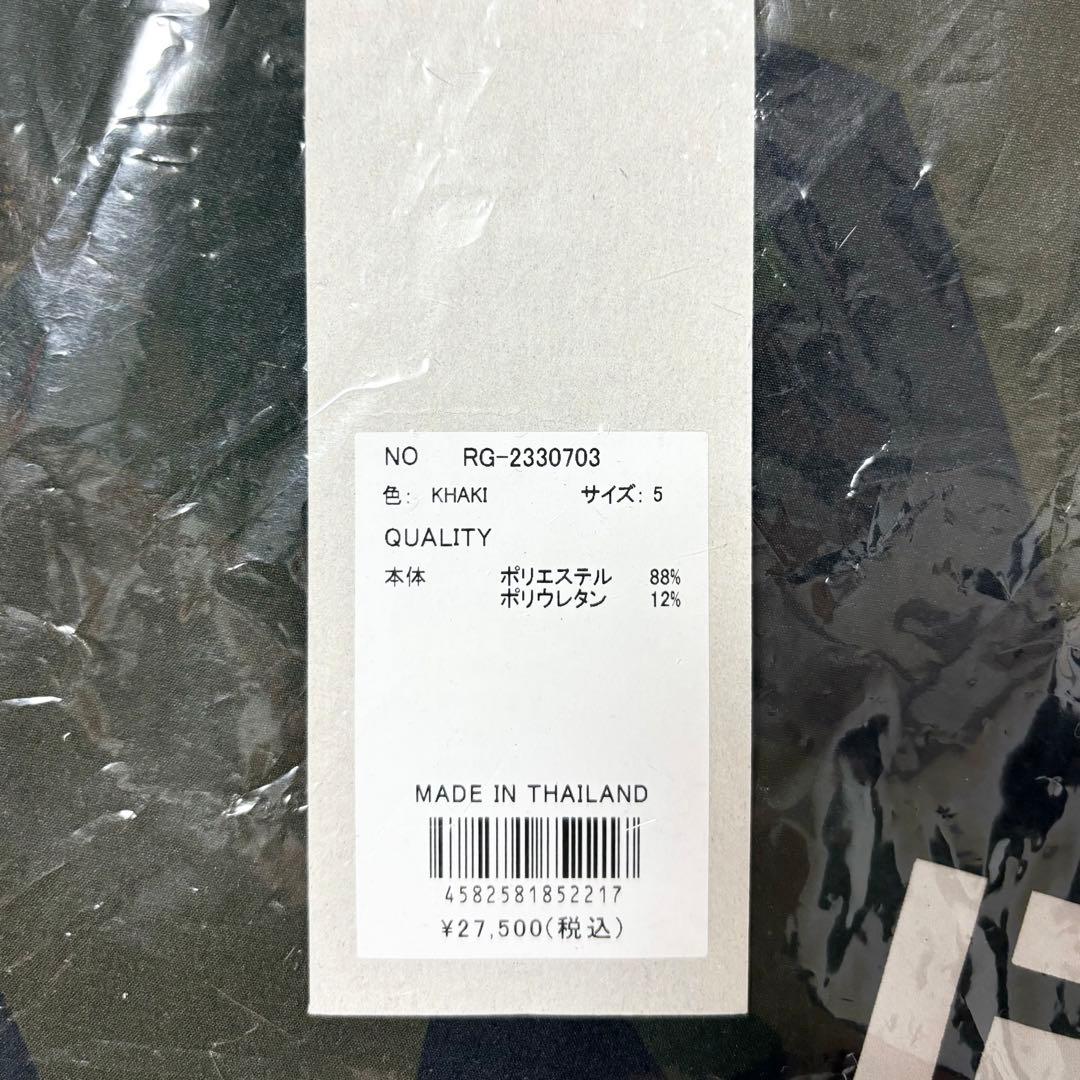 NO RG-2330703
色： KHAKI サイズ：5
QUALITY
本体 ポリエステル 88%
ポリウレタン 12%
MADE IN THAILAND
4582581852217
¥27,500(税込)